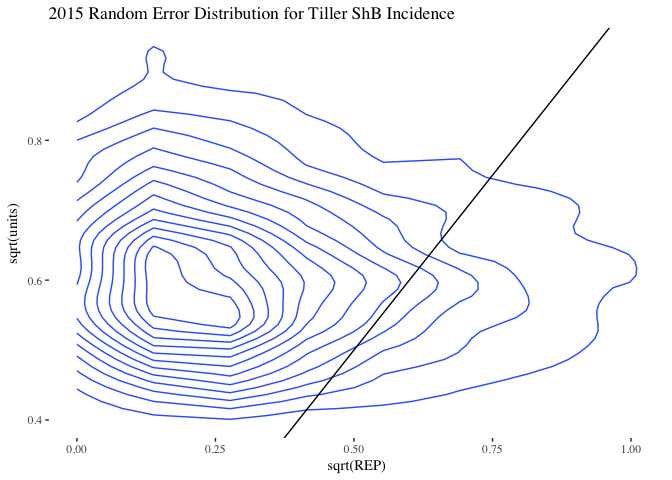 2015 Random Error Distribution for Tiller ShB Incidence
sqrt(units)
0.8
0.6
0.4
0.00 0.25 0.50 0.75 1.00
sqrt(REP)